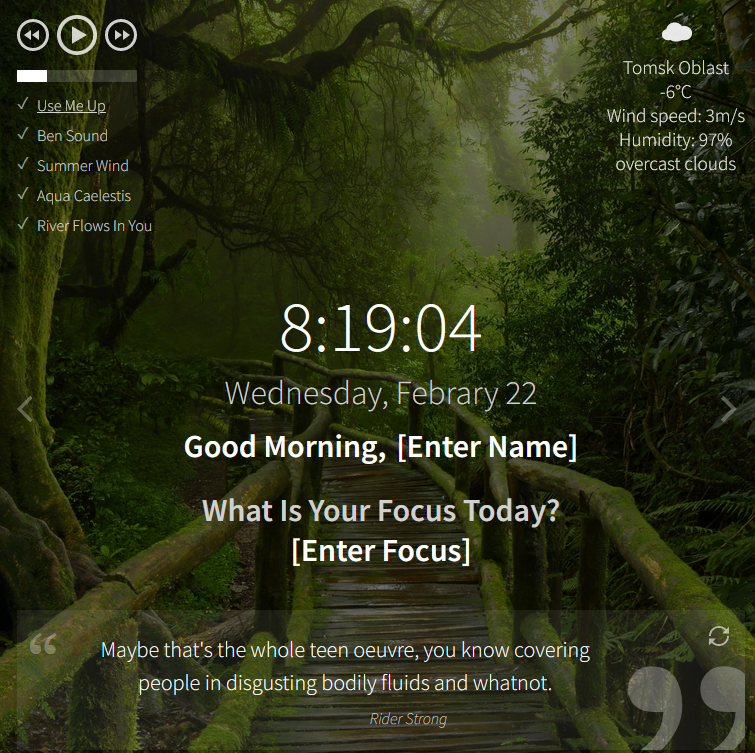 Use Me Up
Ben Sound
Summer Wind
Aqua Caelestis
River Flows In You
Tomsk Oblast
-6°C
Wind speed: 3m/s
Humidity: 97%
overcast clouds
8:19:04
Wednesday, Febrary 22
Good Morning, [Enter Name]
What Is Your Focus Today?
[Enter Focus]
Maybe that's the whole teen oeuvre, you know covering
people in disgusting bodily fluids and whatnot.
Rider Strong